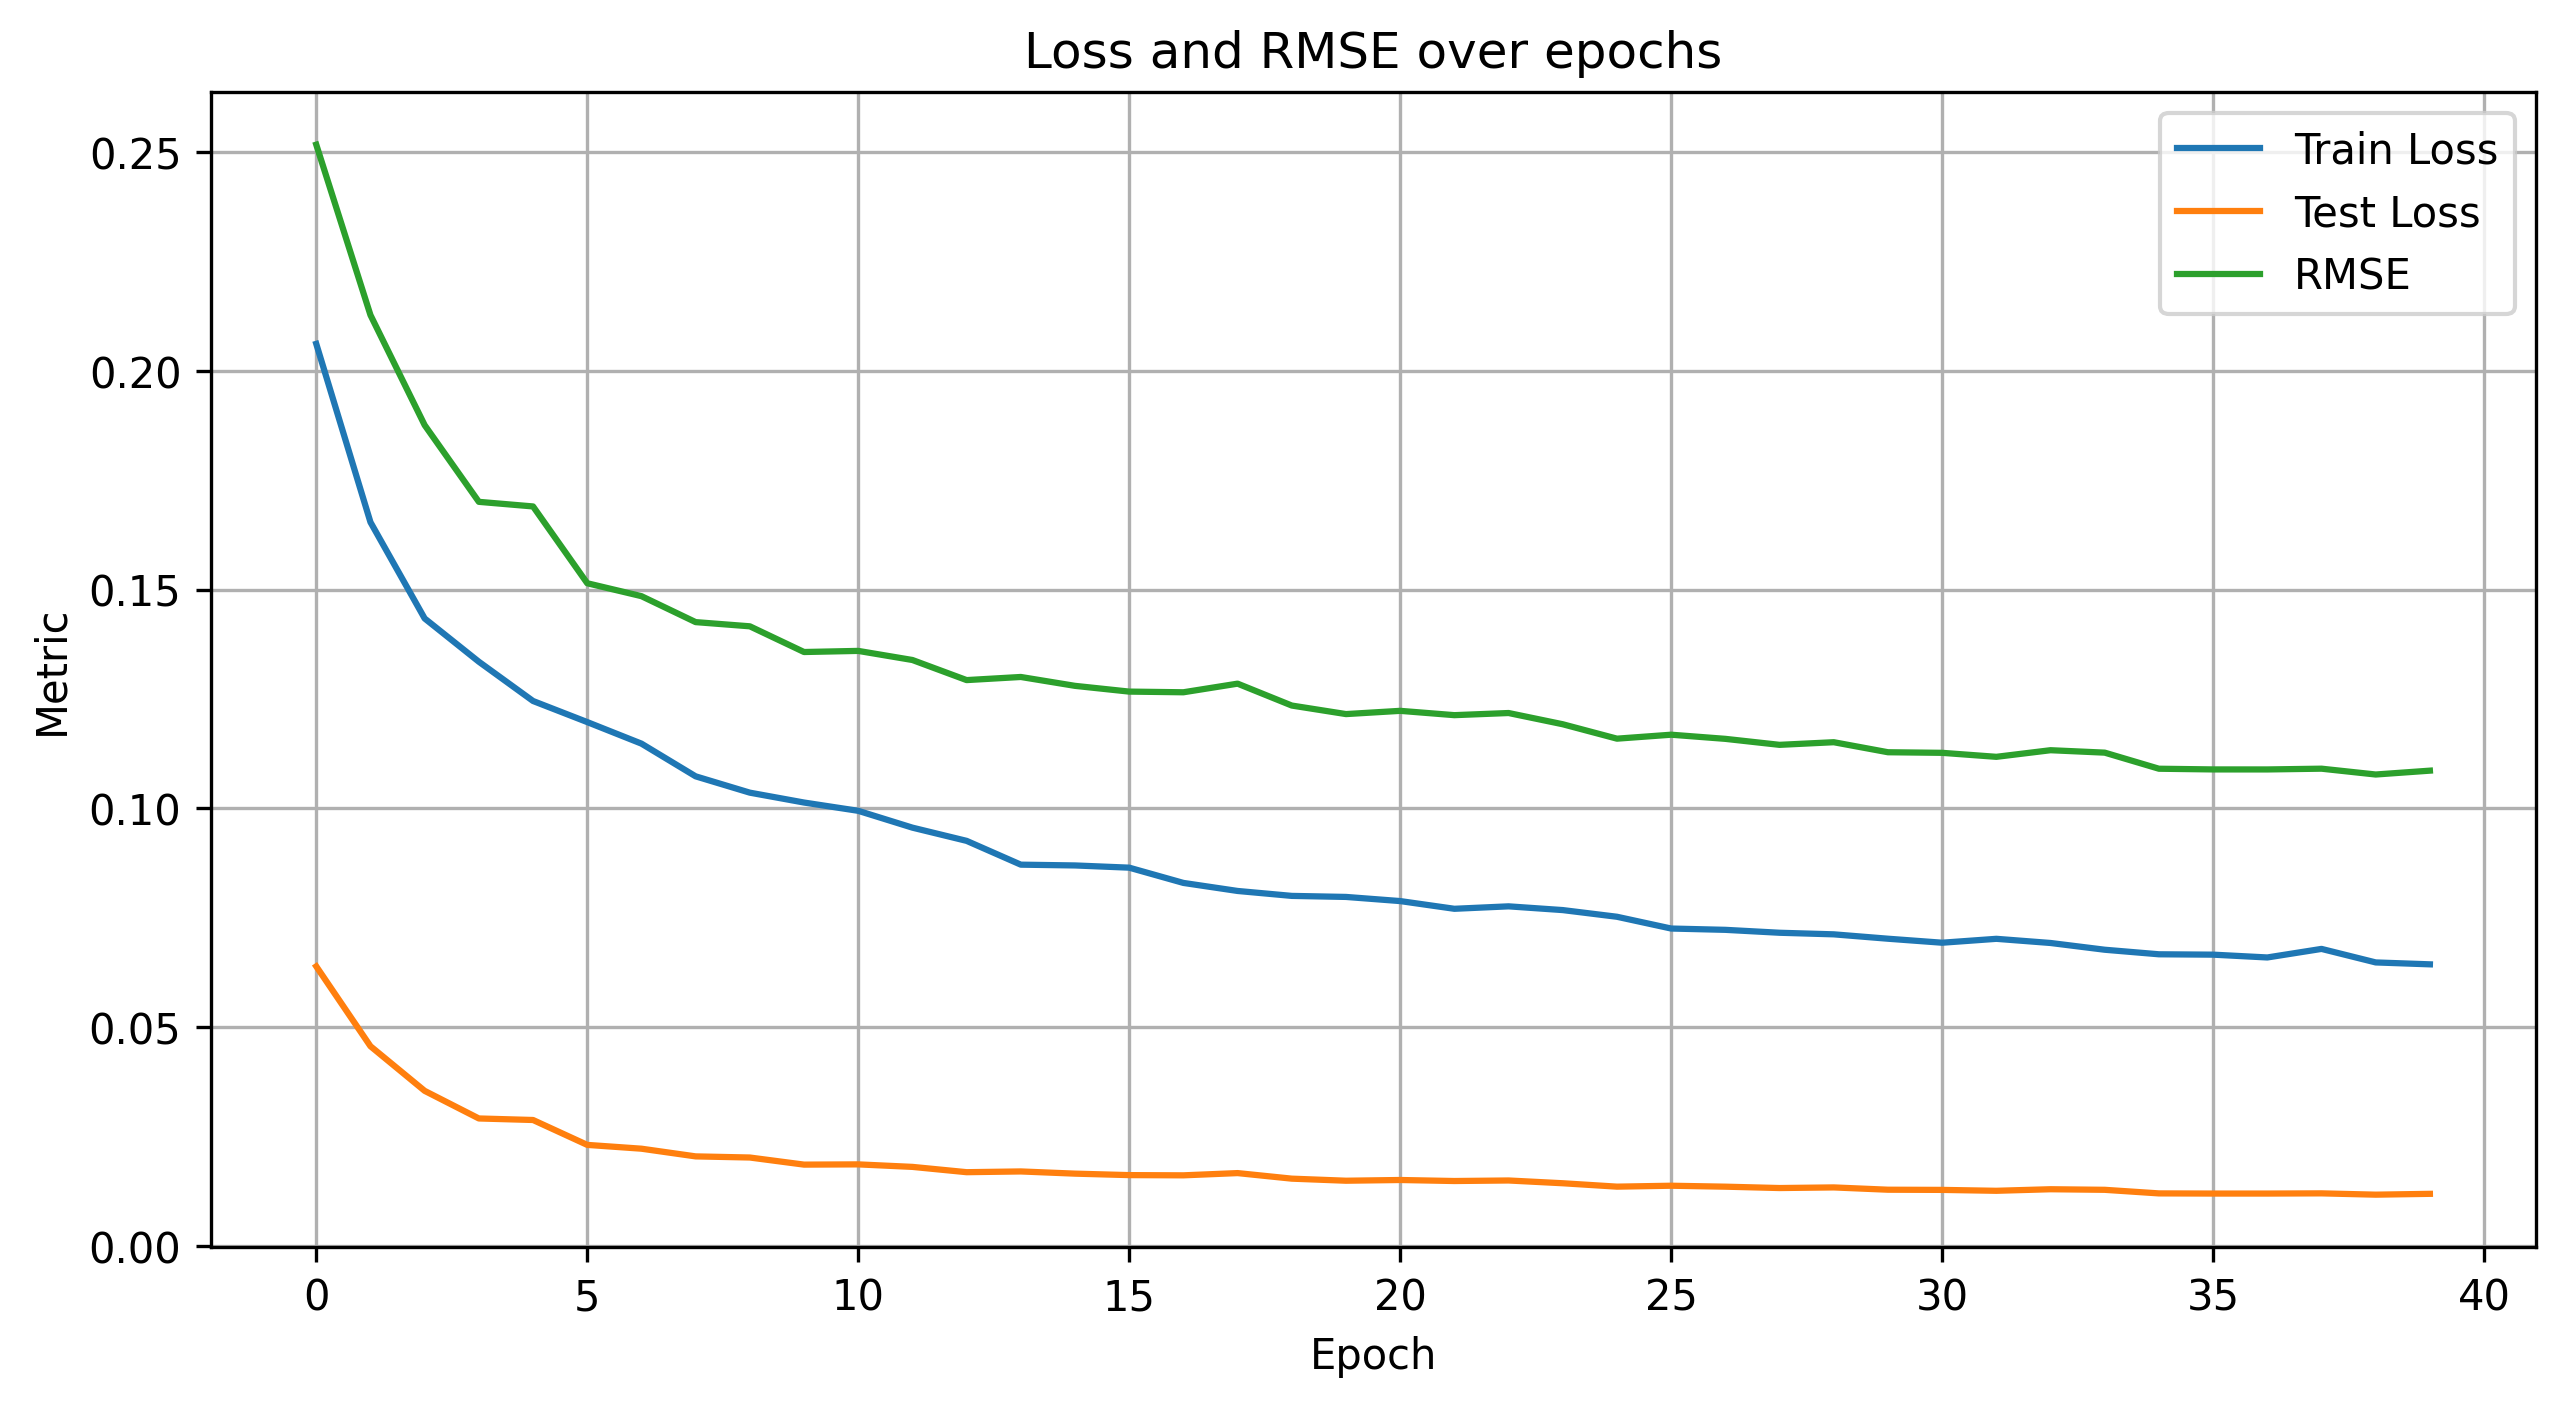 Loss and RMSE over epochs
Train Loss
Test Loss
RMSE
Metric
0.25
0.20
0.15
0.10
0.05
0.00
0 5 10 15 20 25 30 35 40
Epoch